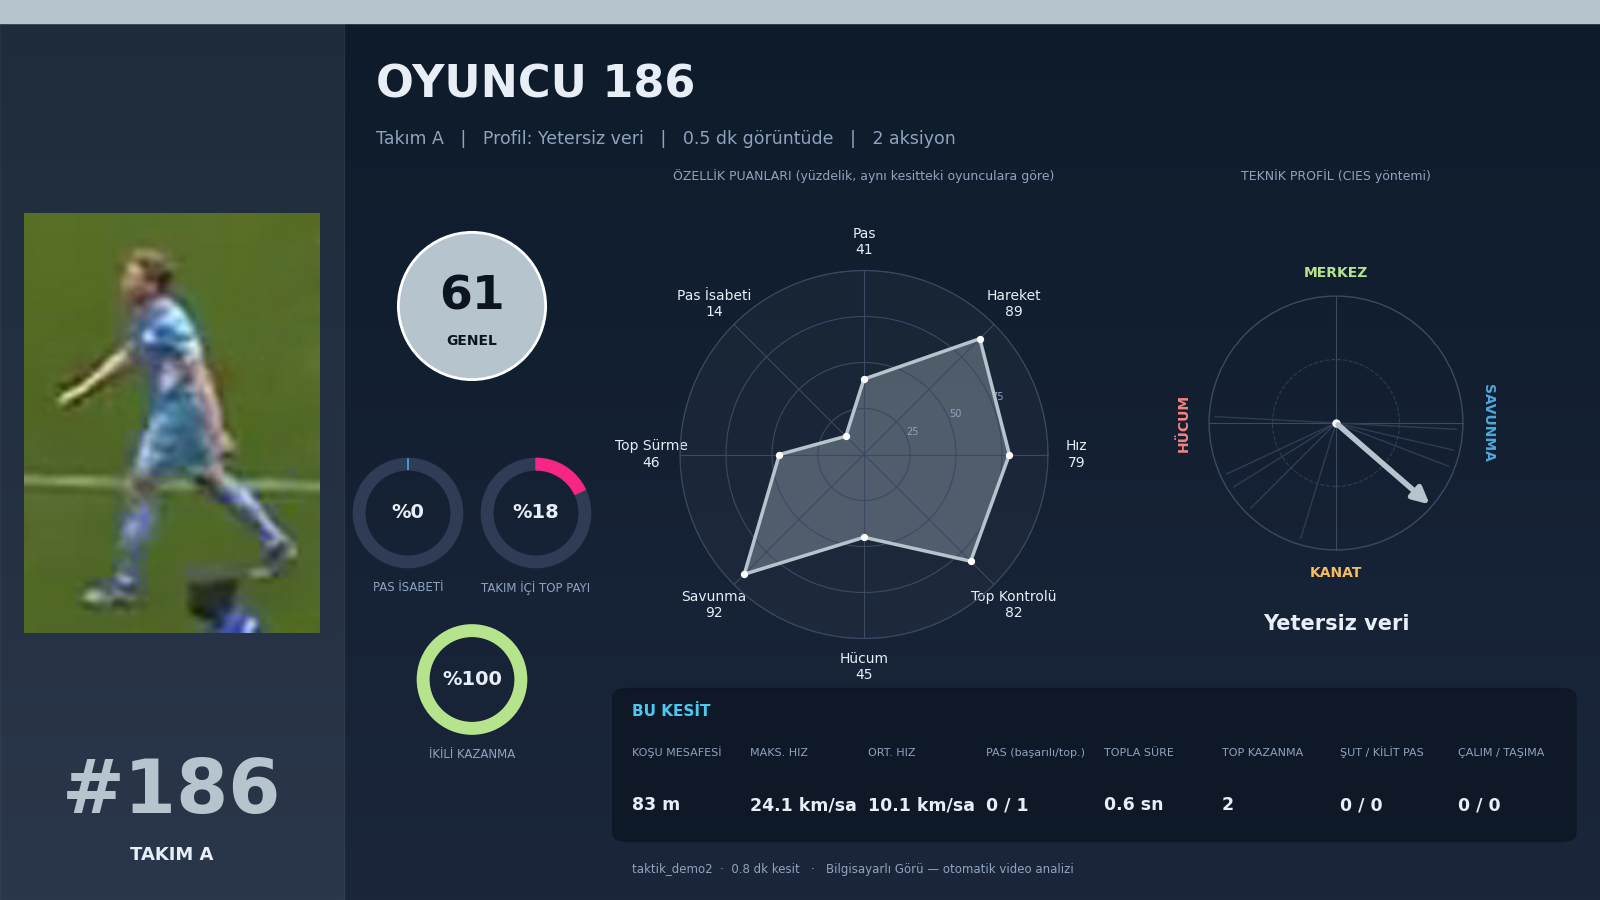 OYUNCU 186
Takım A | Profil: Yetersiz veri | 0.5 dk görüntüde | 2 aksiyon
ÖZELLİK PUANLARI (yüzdelik, aynı kesitteki oyunculara göre)
TEKNİK PROFİL (CIES yöntemi)
61
GENEL
%0
PAS İSABETİ
%18
TAKIM İÇİ TOP PAYI
%100
İKİLİ KAZANMA
Pas
41
Hareket
89
Hız
79
Top Kontrolü
82
Hücum
45
Savunma
92
Top Sürme
46
Pas İsabeti
14
25
50
75
MERKEZ
HÜCUM
SAVUNMA
KANAT
Yetersiz veri
#186
TAKIM A
BU KESİT
KOŞU MESAFESİ MAKS. HIZ ORT. HIZ PAS (başarılı/top.) TOPLA SÜRE TOP KAZANMA ŞUT / KİLİT PAS ÇALIM / TAŞIMA
83 m 24.1 km/sa 10.1 km/sa 0 / 1 0.6 sn 2 0 / 0 0 / 0
taktik_demo2 · 0.8 dk kesit · Bilgisayarlı Görü — otomatik video analizi